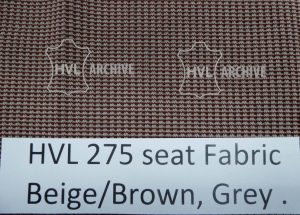 HVL ARCHIVE HVL ARCHIVE
HVL 275 seat Fabric
Beige/Brown, Grey .